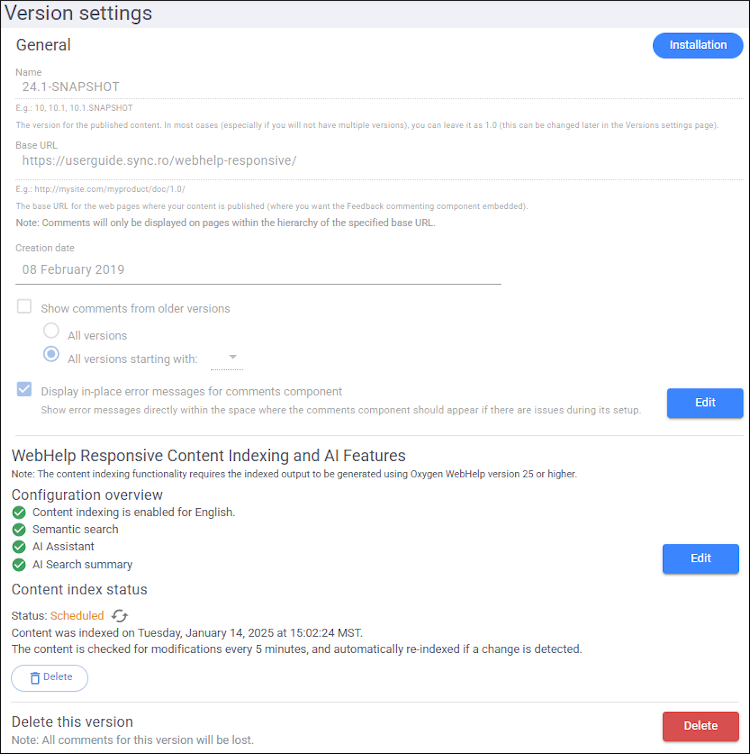 Version settings
General
Installation
Name
24.1-SNAPSHOT
E.g.: 10, 10.1, 10.1.SNAPSHOT
The version for the published content. In most cases (especially if you will not have multiple versions), you can leave it as 1.0 (this can be changed later in the Versions settings page).
Base URL
https://userguide.sync.ro/webhelp-responsive/
E.g.: http://mysite.com/myproduct/doc/1.0/
The base URL for the web pages where your content is published (where you want the Feedback commenting component embedded).
Note: Comments will only be displayed on pages within the hierarchy of the specified base URL.
Creation date
08 February 2019
Show comments from older versions
All versions
All versions starting with:
Display in-place error messages for comments component
Show error messages directly within the space where the comments component should appear if there are issues during its setup.
Edit
WebHelp Responsive Content Indexing and AI Features
Note: The content indexing functionality requires the indexed output to be generated using Oxygen WebHelp version 25 or higher.
Configuration overview
Content indexing is enabled for English.
Semantic search
AI Assistant
AI Search summary
Edit
Content index status
Status: Scheduled
Content was indexed on Tuesday, January 14, 2025 at 15:02:24 MST.
The content is checked for modifications every 5 minutes, and automatically re-indexed if a change is detected.
Delete
Delete this version
Note: All comments for this version will be lost.
Delete